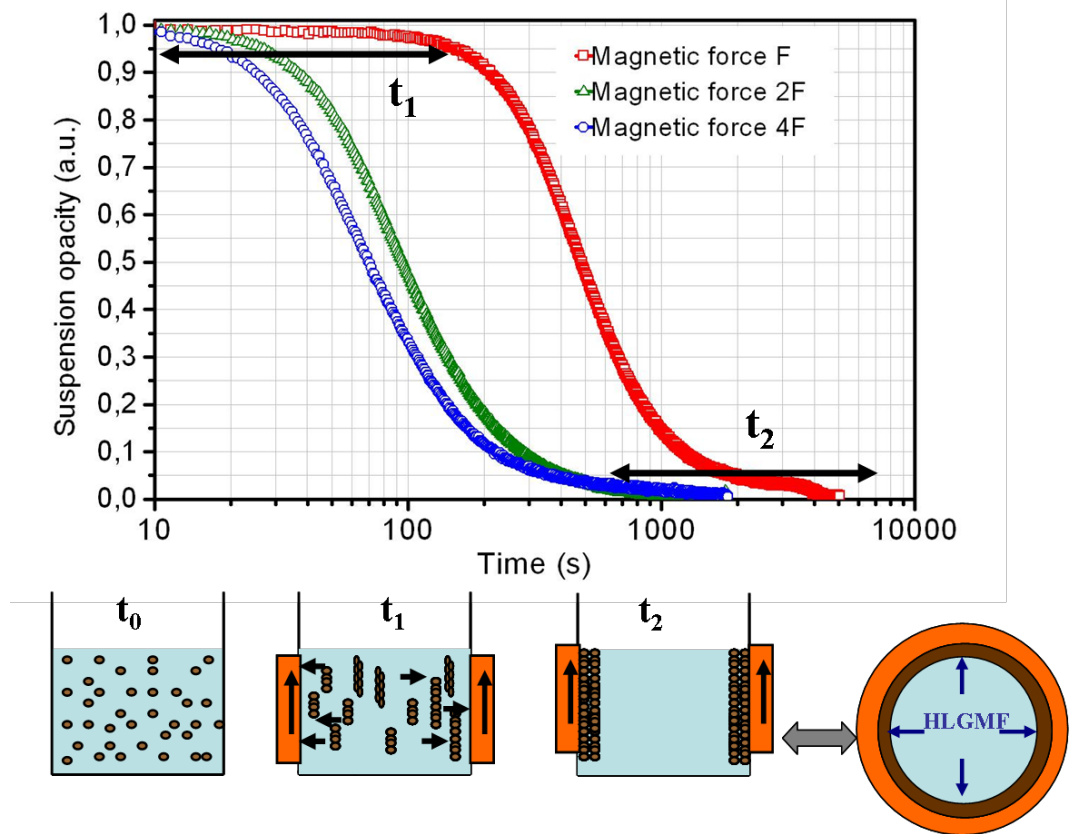 1,0
0,9
0,8
0,7
0,6
0,5
0,4
0,3
0,2
0,1
0,0
Suspension opacity (a.u.)
Magnetic force F
Magnetic force 2F
Magnetic force 4F
t₁
t₂
10
100
1000
10000
Time (s)
t₀
t₁
t₂
HLGMF